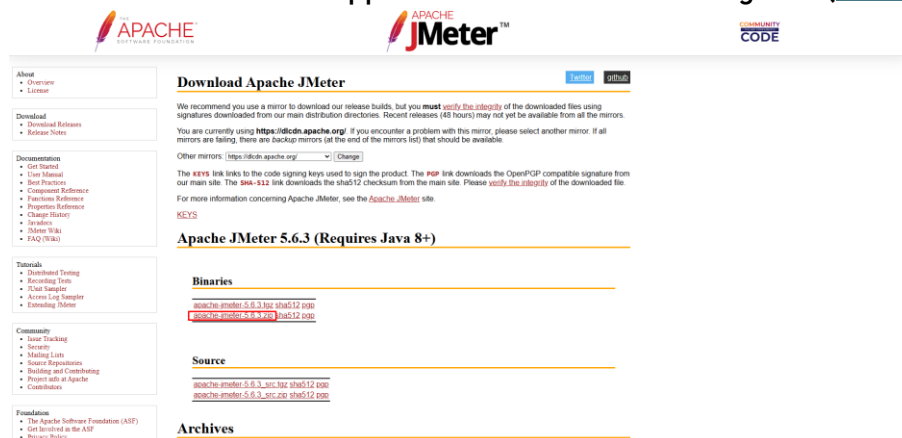 THE
APACHE
SOFTWARE FOUNDATION
APACHE
JMeter™
COMMUNITY
CODE
About
Overview
License
Download
Download Releases
Release Notes
Documentation
Get Started
User Manual
Best Practices
Component Reference
Functions Reference
Properties Reference
Change History
Javadocs
JMeter Wiki
FAQ (Wiki)
Tutorials
Distributed Testing
Recording Tests
JUnit Sampler
Access Log Sampler
Extending JMeter
Community
Issue Tracking
Security
Mailing Lists
Source Repositories
Building and Contributing
Project info at Apache
Contributors
Foundation
The Apache Software Foundation (ASF)
Get Involved in the ASF
Privacy Policy
Download Apache JMeter
Twitter github
We recommend you use a mirror to download our release builds, but you must verify the integrity of the downloaded files using
signatures downloaded from our main distribution directories. Recent releases (48 hours) may not yet be available from all the mirrors.
You are currently using https://dlcdn.apache.org/. If you encounter a problem with this mirror, please select another mirror. If all
mirrors are failing, there are backup mirrors (at the end of the mirrors list) that should be available.
Other mirrors: https://dlcdn.apache.org/ Change
The KEYS link links to the code signing keys used to sign the product. The PGP link downloads the OpenPGP compatible signature from
our main site. The SHA-512 link downloads the sha512 checksum from the main site. Please verify the integrity of the downloaded file.
For more information concerning Apache JMeter, see the Apache JMeter site.
KEYS
Apache JMeter 5.6.3 (Requires Java 8+)
Binaries
apache-jmeter-5.6.3.tgz sha512 pgp
apache-jmeter-5.6.3.zip sha512 pgp
Source
apache-jmeter-5.6.3_src.tgz sha512 pgp
apache-jmeter-5.6.3_src.zip sha512 pgp
Archives